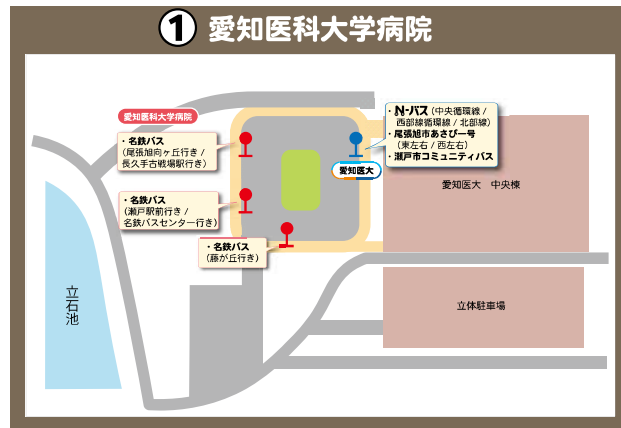 ① 愛知医科大学病院
愛知医科大学病院
・名鉄バス
（尾張旭向ヶ丘行き /
長久手古戦場駅行き）
・N-バス（中央循環線 /
西部線循環線 / 北部線）
・尾張旭市あさぴー号
（東左右 / 西左右）
・瀬戸市コミュニティバス
愛知医大
愛知医大　中央棟
・名鉄バス
（瀬戸駅前行き /
名鉄バスセンター行き）
・名鉄バス
（藤が丘行き）
立石池
立体駐車場